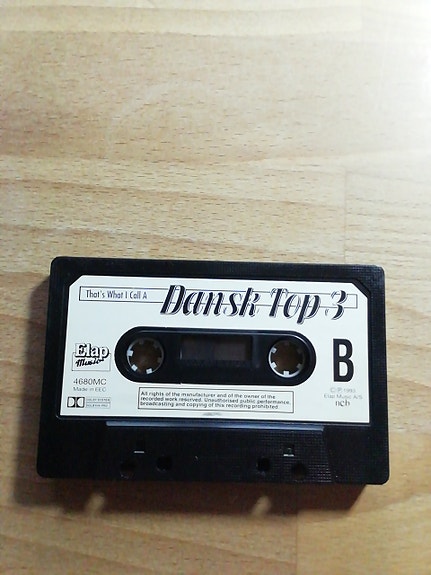 That's What I Call A
Dansk Top 3
Elap
Music
4680MC
Made in EEC
B
All rights of the manufacturer and of the owner of the
recorded work reserved. Unauthorised public performance,
broadcasting and copying of this recording prohibited
Elap Music A/S
ncb